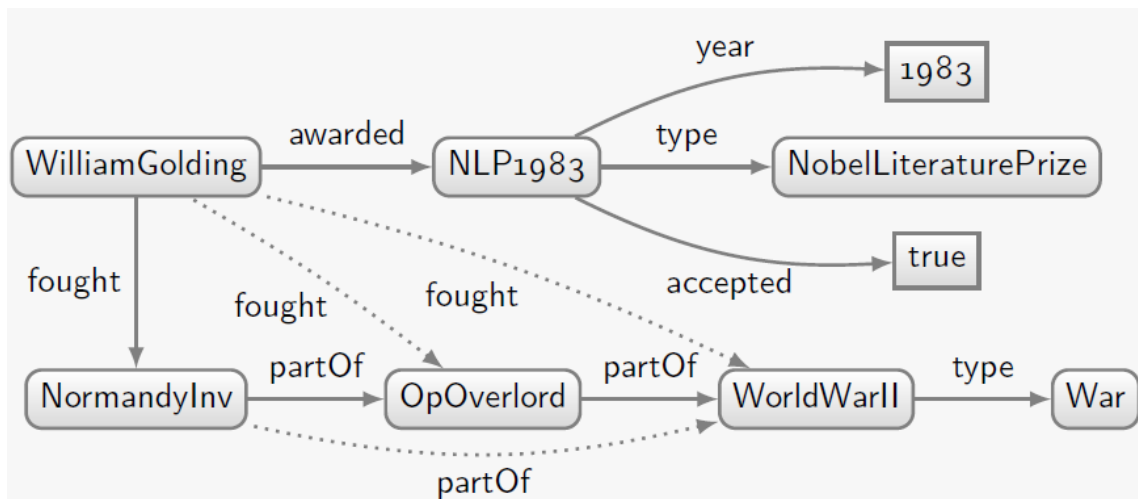 year
1983
awarded
type
WilliamGolding
NLP1983
NobelLiteraturePrize
true
accepted
fought
fought
fought
partOf
partOf
type
NormandyInv
OpOverlord
WorldWarII
War
partOf